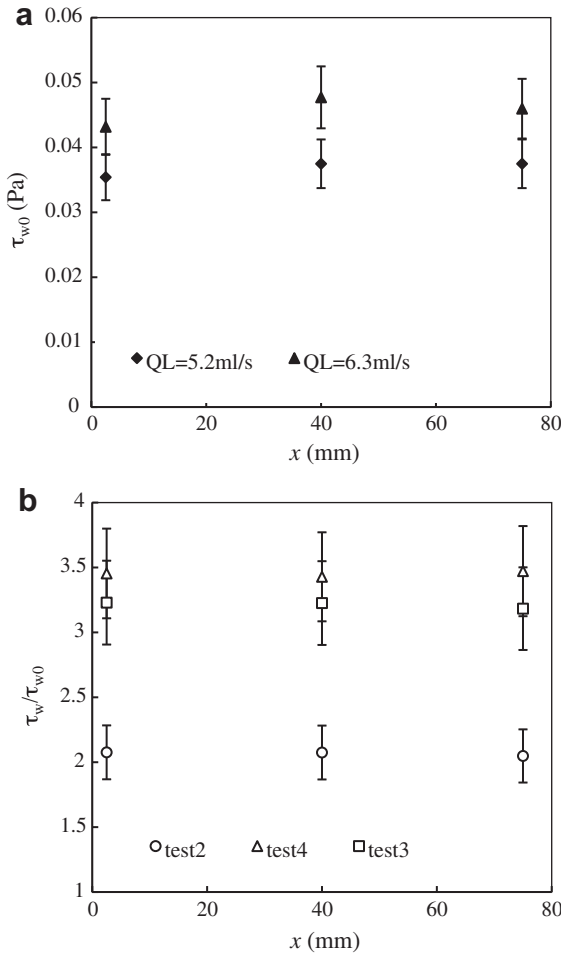 a
0.06
0.05
0.04
0.03
0.02
0.01
0
τw0 (Pa)
QL=5.2ml/s
QL=6.3ml/s
0
20
40
60
80
x (mm)
b
4
3.5
3
2.5
2
1.5
1
τw/τw0
test2
test4
test3
0
20
40
60
80
x (mm)